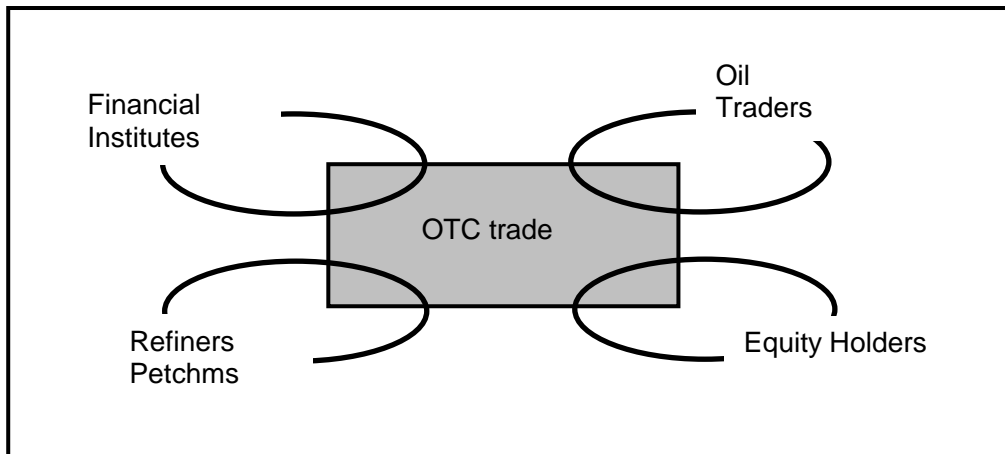 Financial
Institutes
Oil
Traders
OTC trade
Refiners
Petchms
Equity Holders